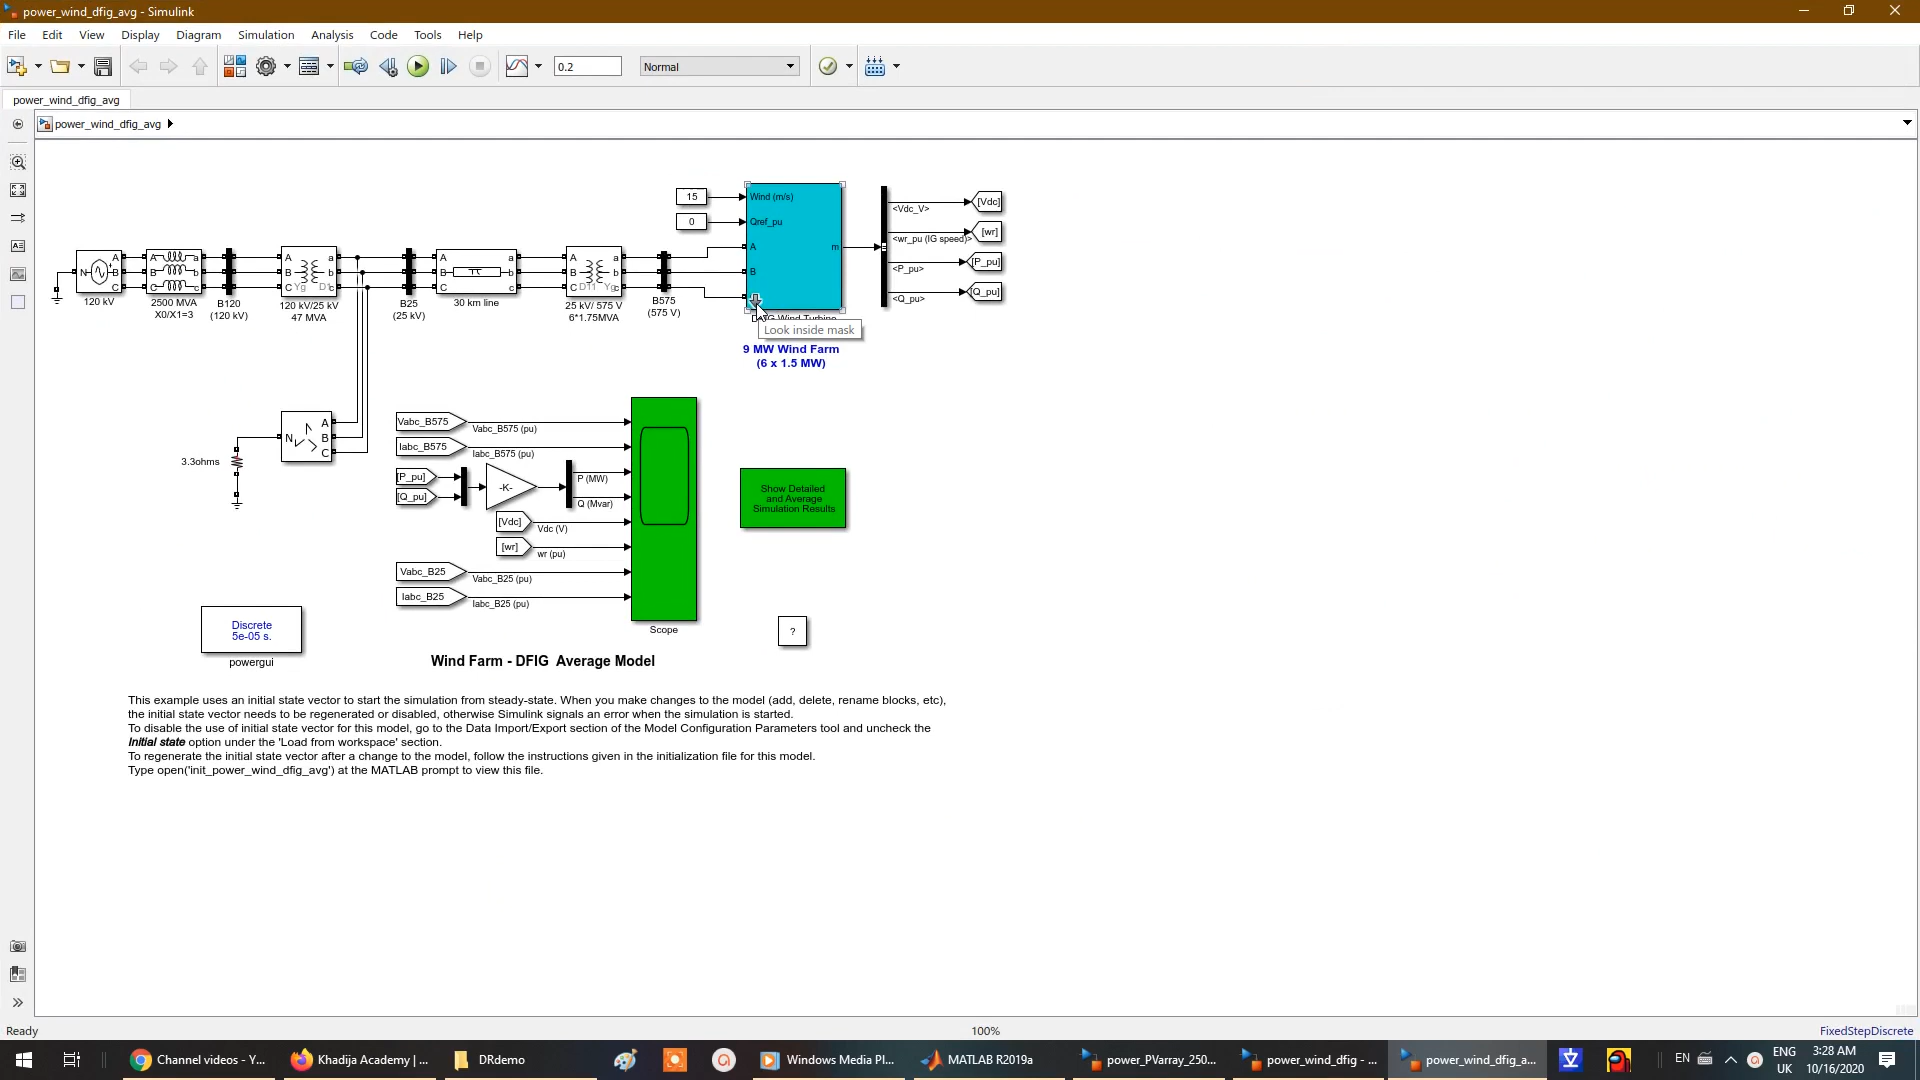 power_wind_dfig_avg - Simulink
File Edit View Display Diagram Simulation Analysis Code Tools Help
0.2 Normal
power_wind_dfig_avg
power_wind_dfig_avg
15 Wind (m/s)
0 Qref_pu
A m
B
Look inside mask
9 MW Wind Farm
(6 x 1.5 MW)
<Vdc_V> [Vdc]
<wr_pu (IG speed)> [wr]
<P_pu> [P_pu]
<Q_pu> [Q_pu]
N A B C
120 kV
A B C a b c
2500 MVA
X0/X1=3
B120
(120 kV)
A B C a b c
Yg D1
120 kV/25 kV
47 MVA
B25
(25 kV)
A B C a b c
30 km line
A B C a b c
D11 Yg
25 kV/ 575 V
6*1.75MVA
B575
(575 V)
N A B C
3.3ohms
Vabc_B575 Vabc_B575 (pu)
Iabc_B575 Iabc_B575 (pu)
[P_pu] P (MW)
-K-
[Q_pu] Q (Mvar)
[Vdc] Vdc (V)
[wr] wr (pu)
Vabc_B25 Vabc_B25 (pu)
Iabc_B25 Iabc_B25 (pu)
Scope
Show Detailed
and Average
Simulation Results
?
Discrete
5e-05 s.
powergui
Wind Farm - DFIG Average Model
This example uses an initial state vector to start the simulation from steady-state. When you make changes to the model (add, delete, rename blocks, etc),
the initial state vector needs to be regenerated or disabled, otherwise Simulink signals an error when the simulation is started.
To disable the use of initial state vector for this model, go to the Data Import/Export section of the Model Configuration Parameters tool and uncheck the
Initial state option under the 'Load from workspace' section.
To regenerate the initial state vector after a change to the model, follow the instructions given in the initialization file for this model.
Type open('init_power_wind_dfig_avg') at the MATLAB prompt to view this file.
Ready 100% FixedStepDiscrete
Channel videos - Y... Khadija Academy | ... DRdemo Windows Media Pl... MATLAB R2019a power_PVarray_250... power_wind_dfig - ... power_wind_dfig_a... EN ENG 3:28 AM
UK 10/16/2020